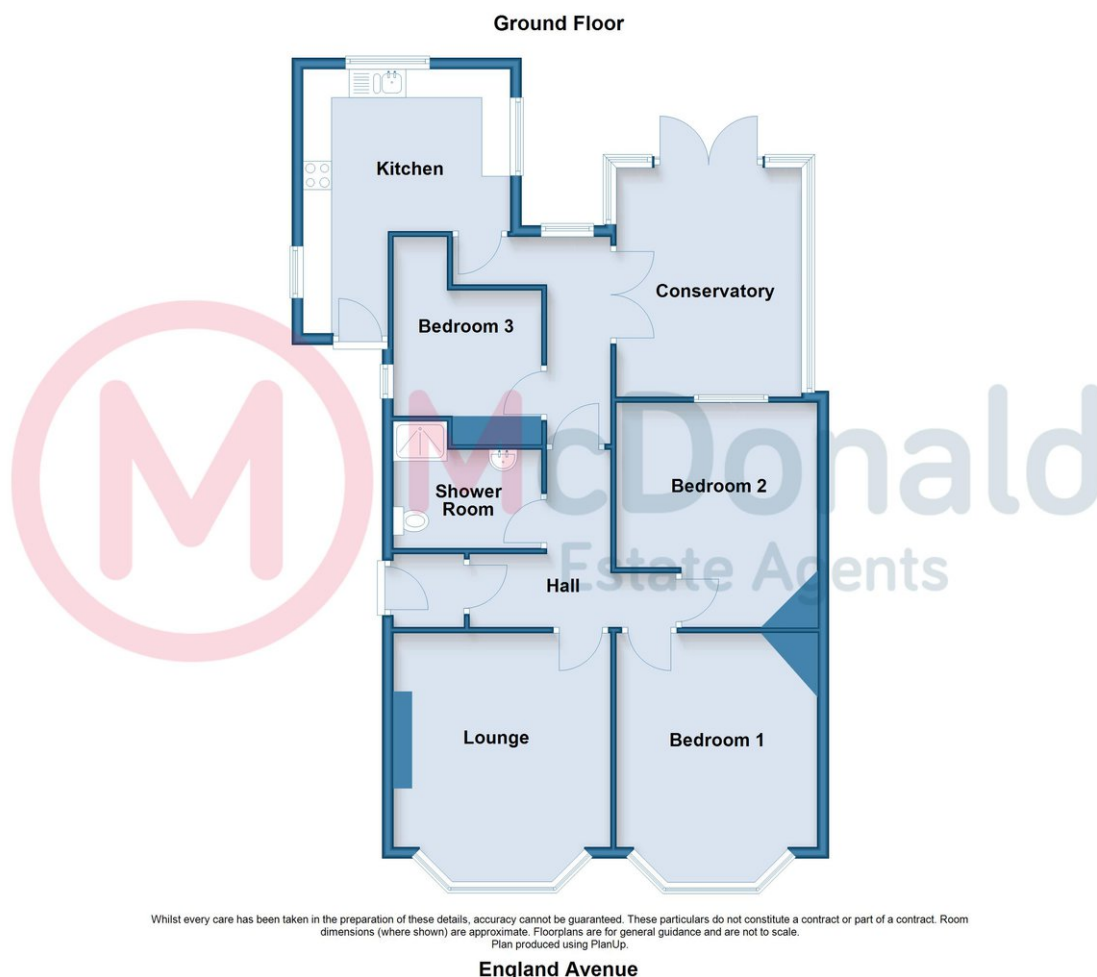 Ground Floor
Kitchen
Conservatory
Bedroom 3
McDonald
Bedroom 2
Shower
Room
Estate Agents
Hall
Lounge
Bedroom 1
Whilst every care has been taken in the preparation of these details, accuracy cannot be guaranteed. These particulars do not constitute a contract or part of a contract. Room
dimensions (where shown) are approximate. Floorplans are for general guidance and are not to scale.
Plan produced using PlanUp.
England Avenue